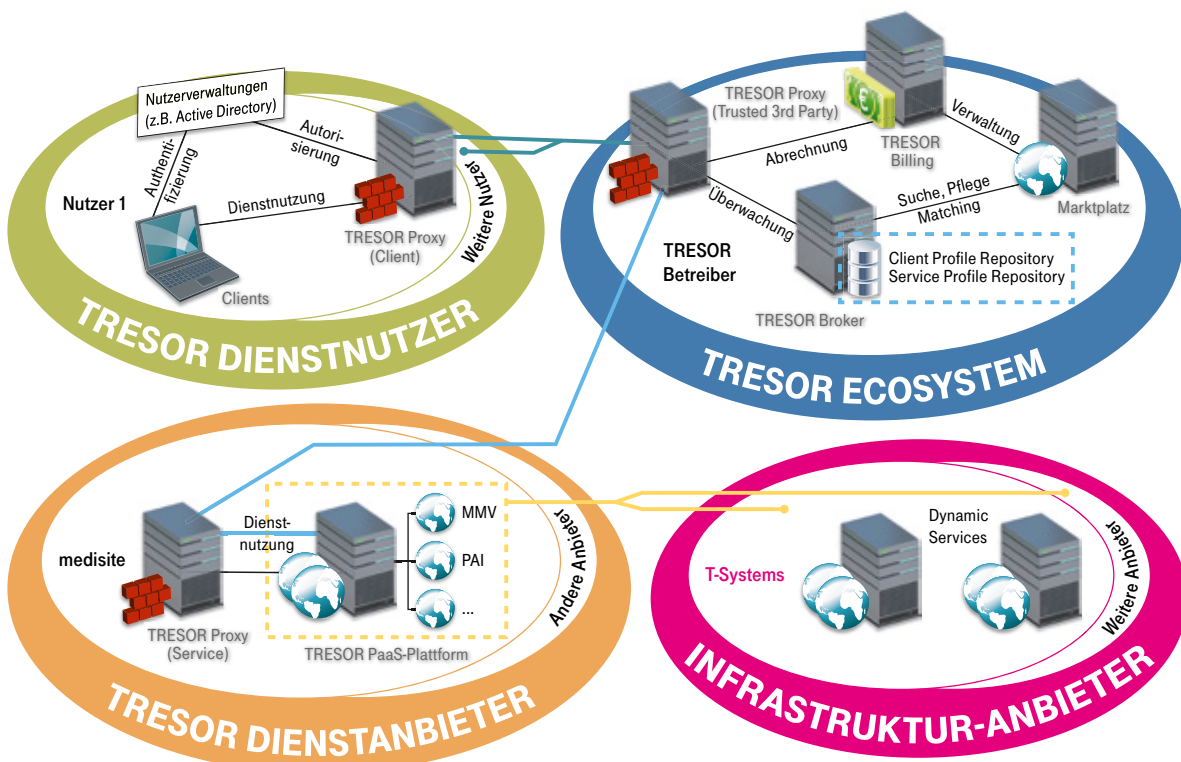 Nutzerverwaltungen
(z.B. Active Directory)
Autori-
sierung
Authenti-
fizierung
Nutzer 1
Dienstnutzung
TRESOR Proxy
(Client)
Clients
Weitere Nutzer
TRESOR DIENSTNUTZER
TRESOR Proxy
(Trusted 3rd Party)
€
TRESOR
Billing
Verwaltung
Abrechnung
Überwachung
Suche, Pflege
Matching
Marktplatz
TRESOR
Betreiber
Client Profile Repository
Service Profile Repository
TRESOR Broker
TRESOR ECOSYSTEM
medisite
Dienst-
nutzung
MMV
PAI
...
TRESOR Proxy
(Service)
TRESOR PaaS-Plattform
Andere Anbieter
TRESOR DIENSTANBIETER
T-Systems
Dynamic
Services
Weitere Anbieter
INFRASTRUKTUR-ANBIETER